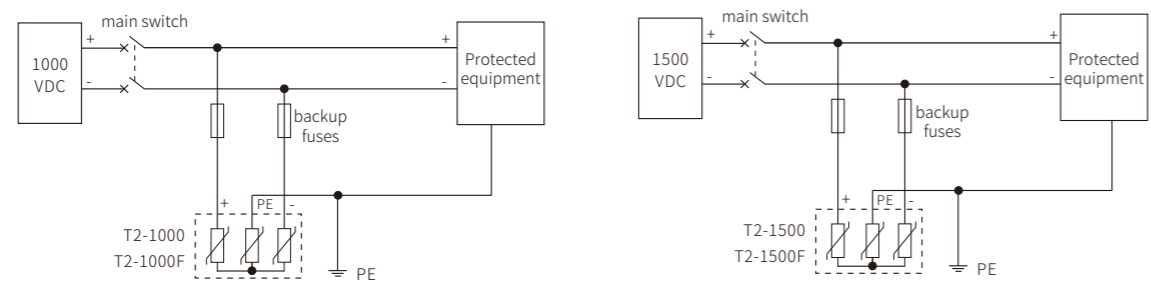 main switch
+
+
1000
VDC
-
-
Protected
equipment
backup
fuses
+
PE
-
T2-1000
T2-1000F
PE
main switch
+
+
1500
VDC
-
-
Protected
equipment
backup
fuses
+
PE
-
T2-1500
T2-1500F
PE